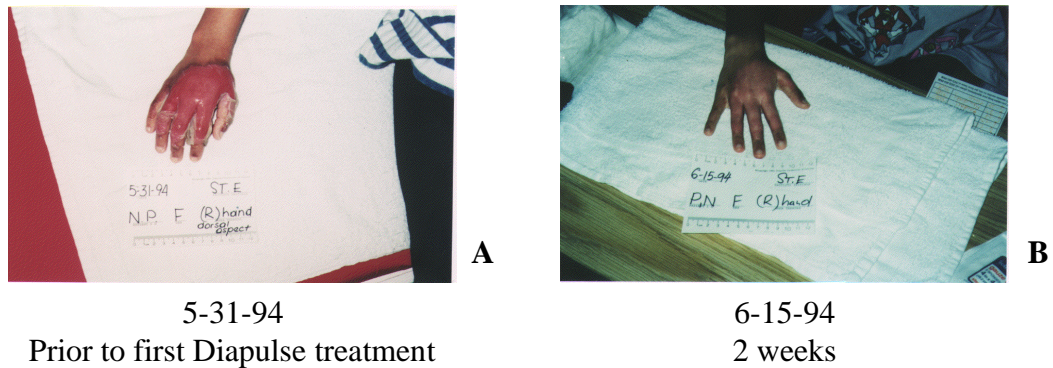 5-31-94 ST. E
N.P E (R) hand
dorsal
aspect
A
5-31-94
Prior to first Diapulse treatment
6-15-94 ST. E
P.N E (R) hand
B
6-15-94
2 weeks